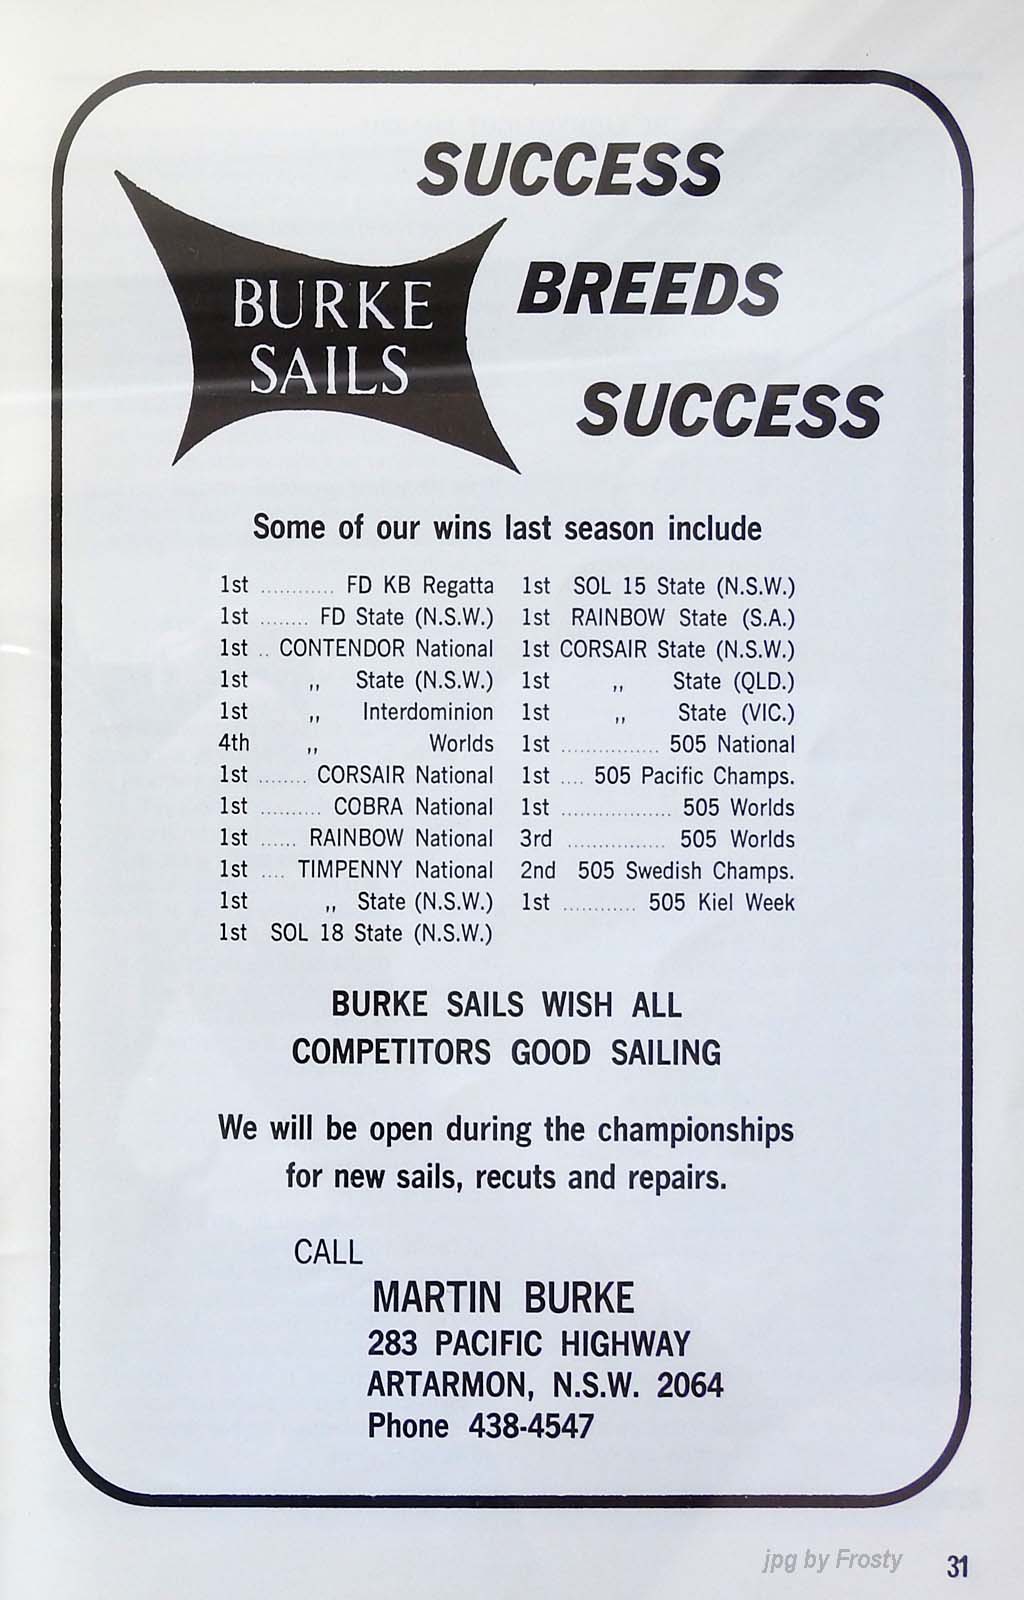 SUCCESS
BURKE
SAILS
BREEDS
SUCCESS
Some of our wins last season include
1st ............ FD KB Regatta
1st ........ FD State (N.S.W.)
1st .. CONTENDOR National
1st ,, State (N.S.W.)
1st ,, Interdominion
4th ,, Worlds
1st ........ CORSAIR National
1st .......... COBRA National
1st ...... RAINBOW National
1st .... TIMPENNY National
1st ,, State (N.S.W.)
1st SOL 18 State (N.S.W.)
1st SOL 15 State (N.S.W.)
1st RAINBOW State (S.A.)
1st CORSAIR State (N.S.W.)
1st ,, State (QLD.)
1st ,, State (VIC.)
1st ................ 505 National
1st .... 505 Pacific Champs.
1st .................. 505 Worlds
3rd ................ 505 Worlds
2nd 505 Swedish Champs.
1st ............ 505 Kiel Week
BURKE SAILS WISH ALL
COMPETITORS GOOD SAILING
We will be open during the championships
for new sails, recuts and repairs.
CALL
MARTIN BURKE
283 PACIFIC HIGHWAY
ARTARMON, N.S.W. 2064
Phone 438-4547
jpg by Frosty
31